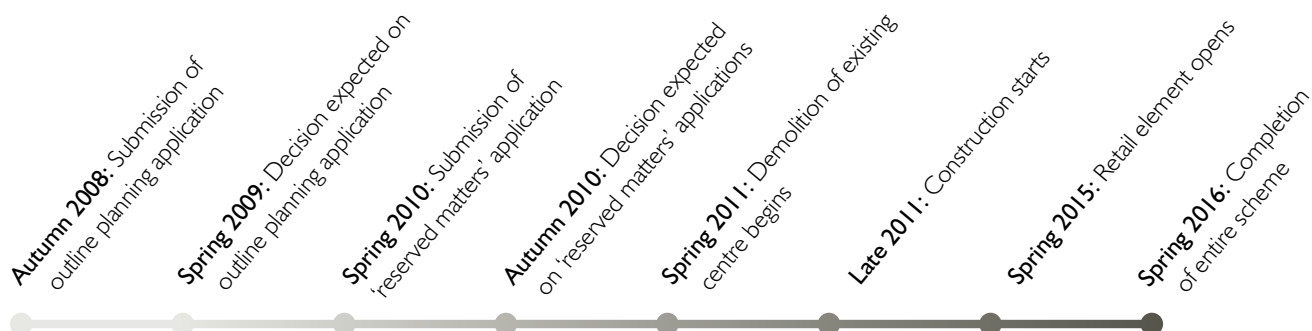 Autumn 2008: Submission of
outline planning application
Spring 2009: Decision expected on
outline planning application
Spring 2010: Submission of
‘reserved matters’ application
Autumn 2010: Decision expected
on ‘reserved matters’ applications
Spring 2011: Demolition of existing
centre begins
Late 2011: Construction starts
Spring 2015: Retail element opens
Spring 2016: Completion
of entire scheme